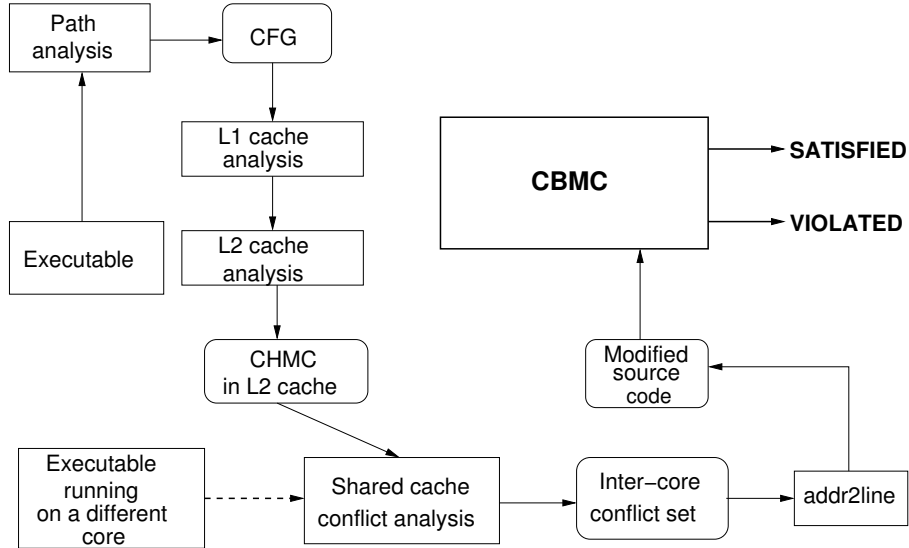 Path
analysis
CFG
L1 cache
analysis
L2 cache
analysis
Executable
CHMC
in L2 cache
CBMC
SATISFIED
VIOLATED
Modified
source
code
Executable
running
on a different
core
Shared cache
conflict analysis
Inter−core
conflict set
addr2line